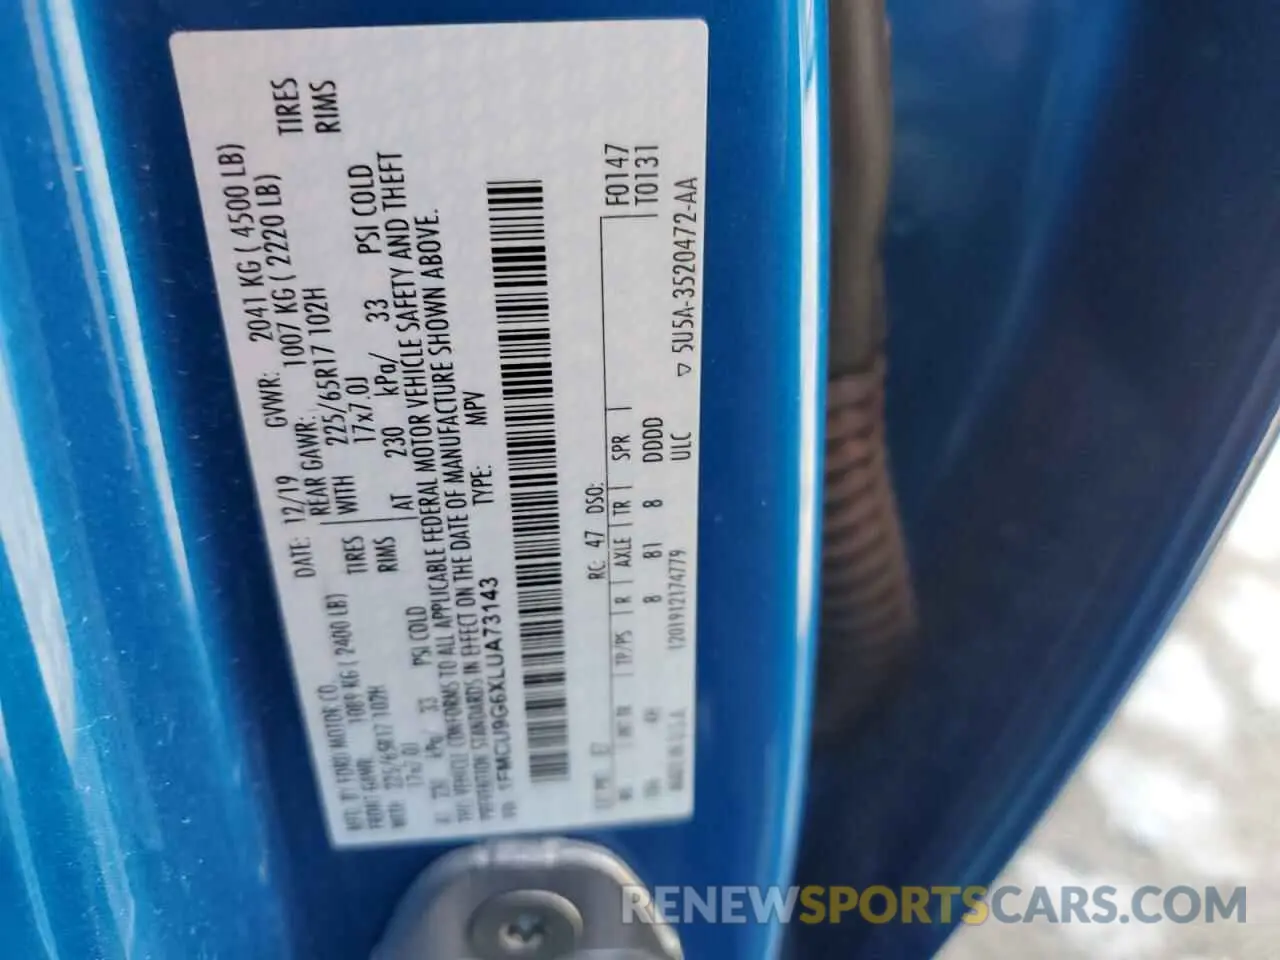 MFD. BY FORD MOTOR CO. DATE: 12/19 GVWR: 2041 KG ( 4500 LB)
FRONT GAWR: 1089 KG ( 2400 LB) REAR GAWR: 1007 KG ( 2220 LB)
WITH 225/65R17 102H TIRES WITH 225/65R17 102H TIRES
17x7.0J RIMS 17x7.0J RIMS
AT 230 kPa/ 33 PSI COLD AT 230 kPa/ 33 PSI COLD
THIS VEHICLE CONFORMS TO ALL APPLICABLE FEDERAL MOTOR VEHICLE SAFETY AND THEFT
PREVENTION STANDARDS IN EFFECT ON THE DATE OF MANUFACTURE SHOWN ABOVE.
VIN: 1FMCU9G6XLUA73143 TYPE: MPV
RC: 47 DSO: F0147
TP/PS R AXLE TR SPR T0131
8 81 8 DDDD
MADE IN U.S.A. 1201912174779 ULC ▽ 5U5A-3520472-AA
RENEWSPORTSCARS.COM